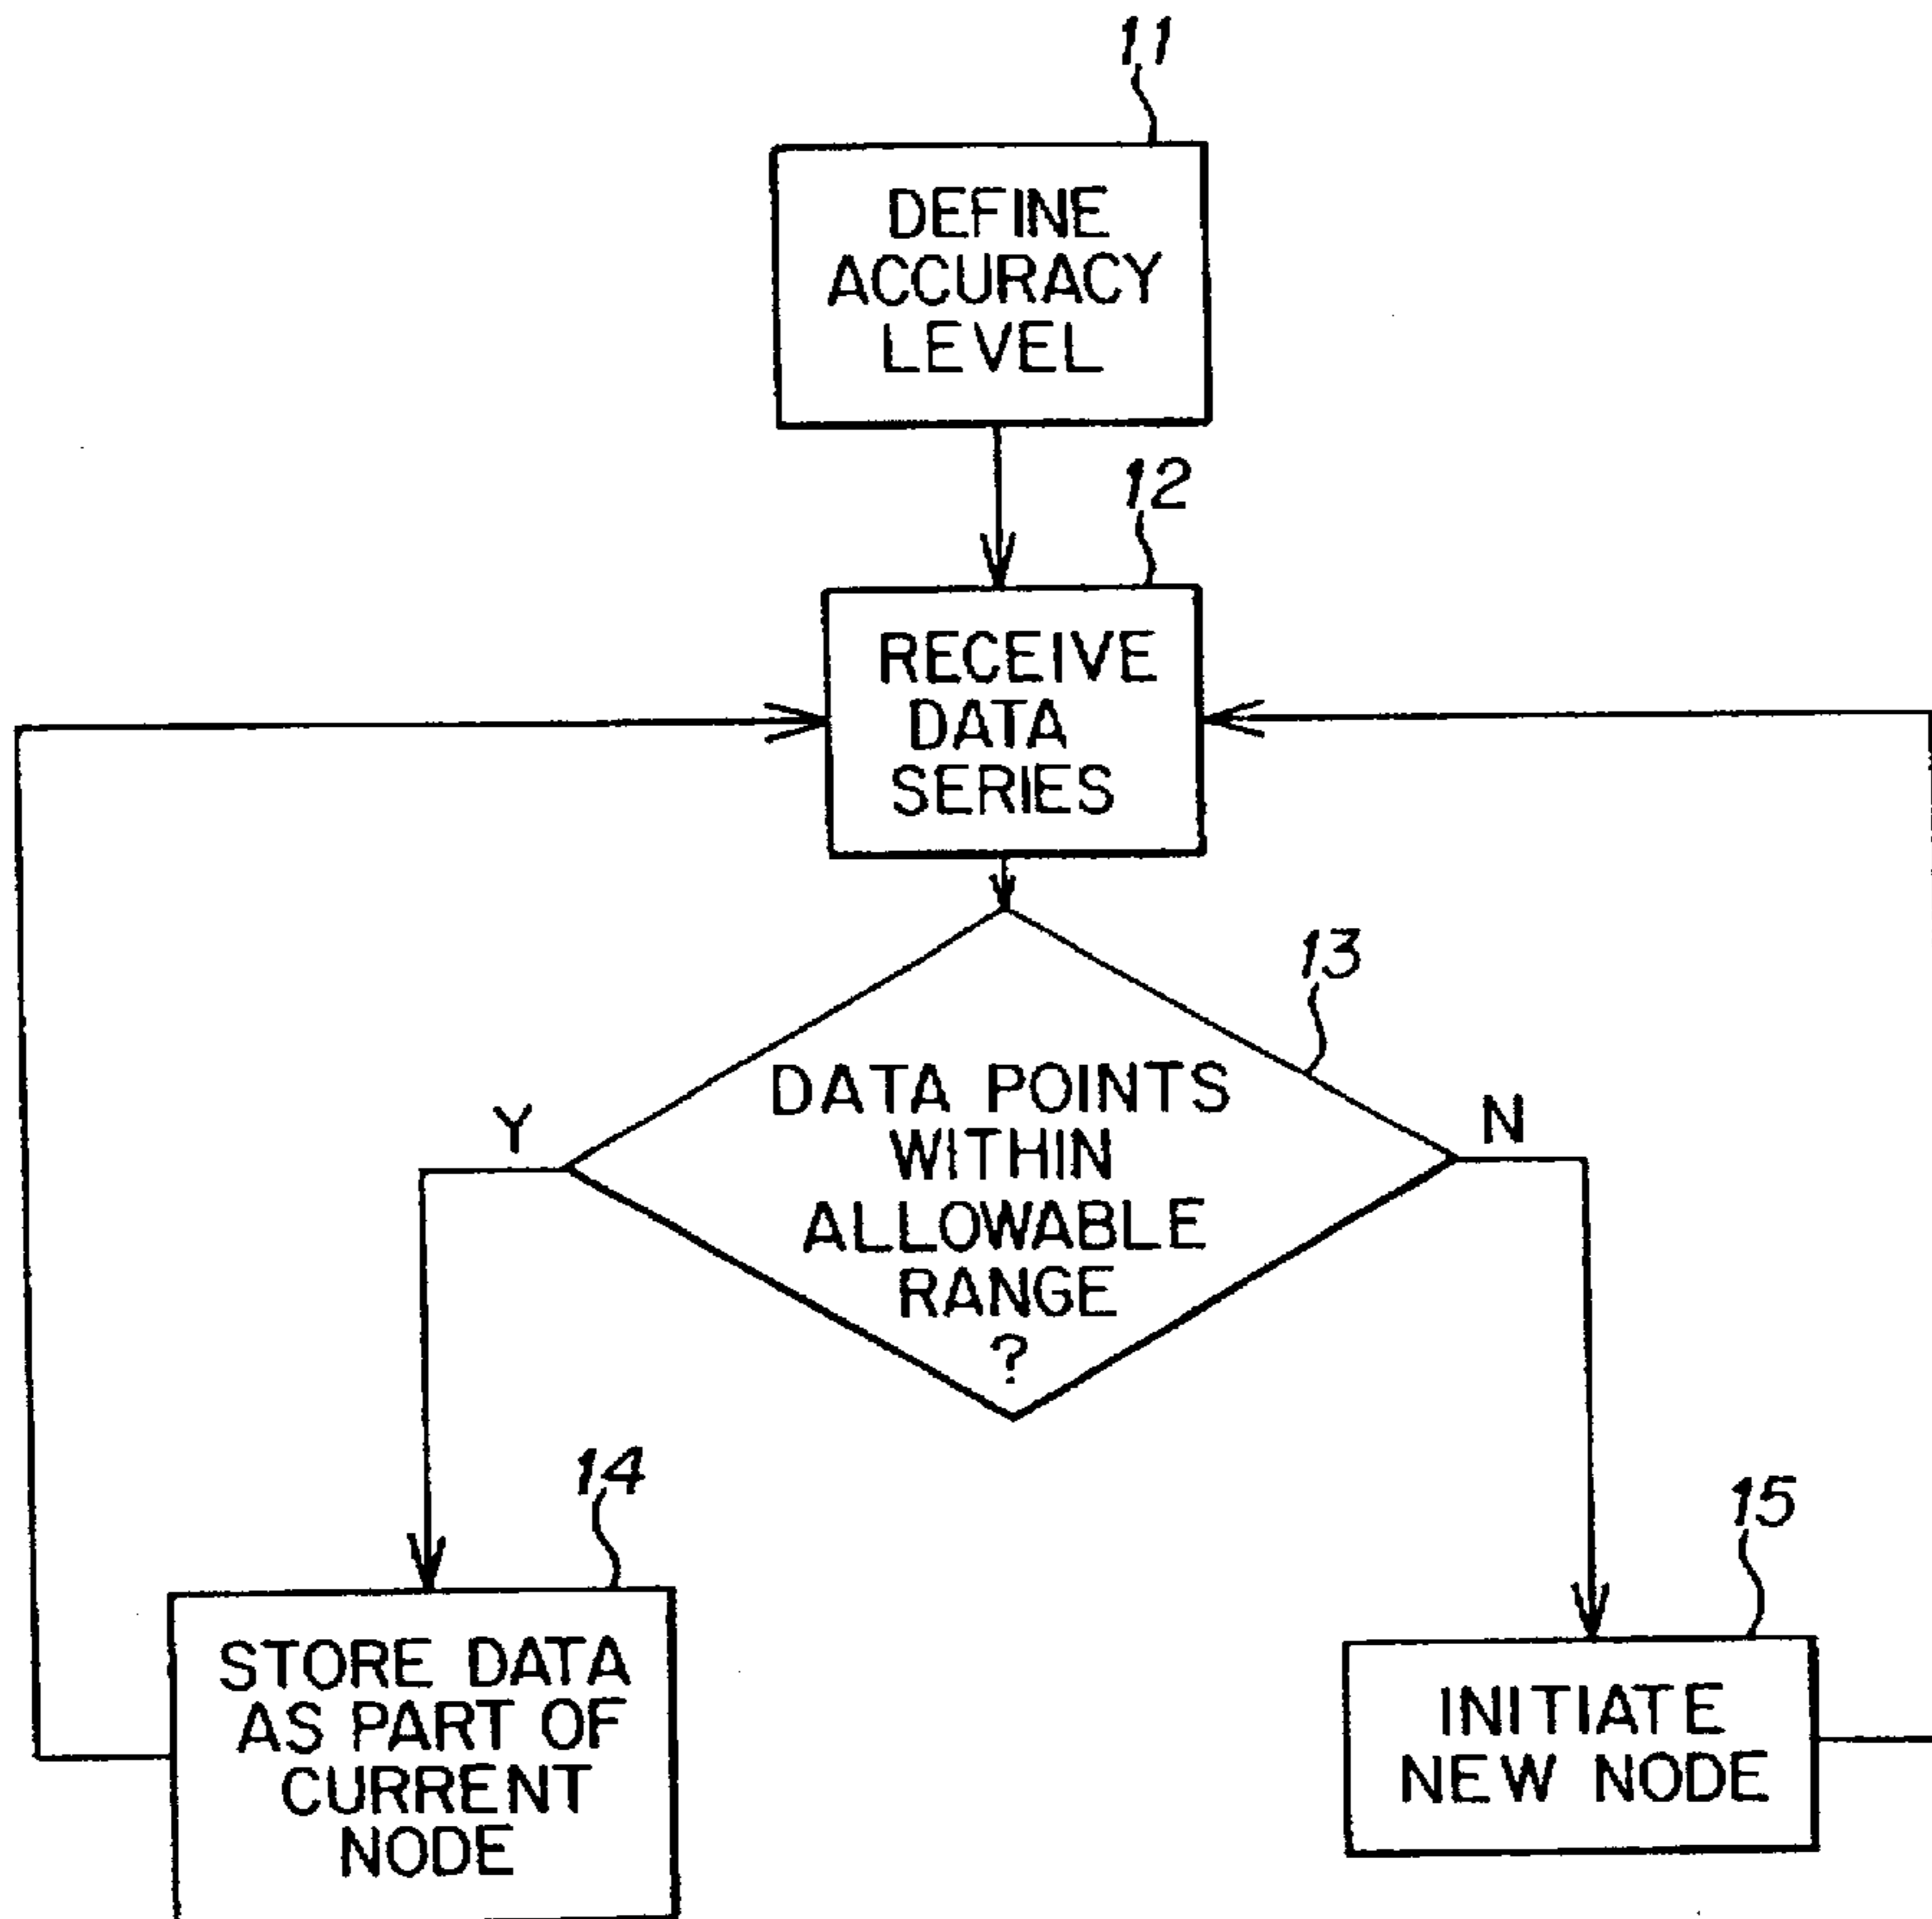 11
DEFINE
ACCURACY
LEVEL
12
RECEIVE
DATA
SERIES
13
DATA POINTS
WITHIN
ALLOWABLE
RANGE
?
Y
N
14
STORE DATA
AS PART OF
CURRENT
NODE
15
INITIATE
NEW NODE